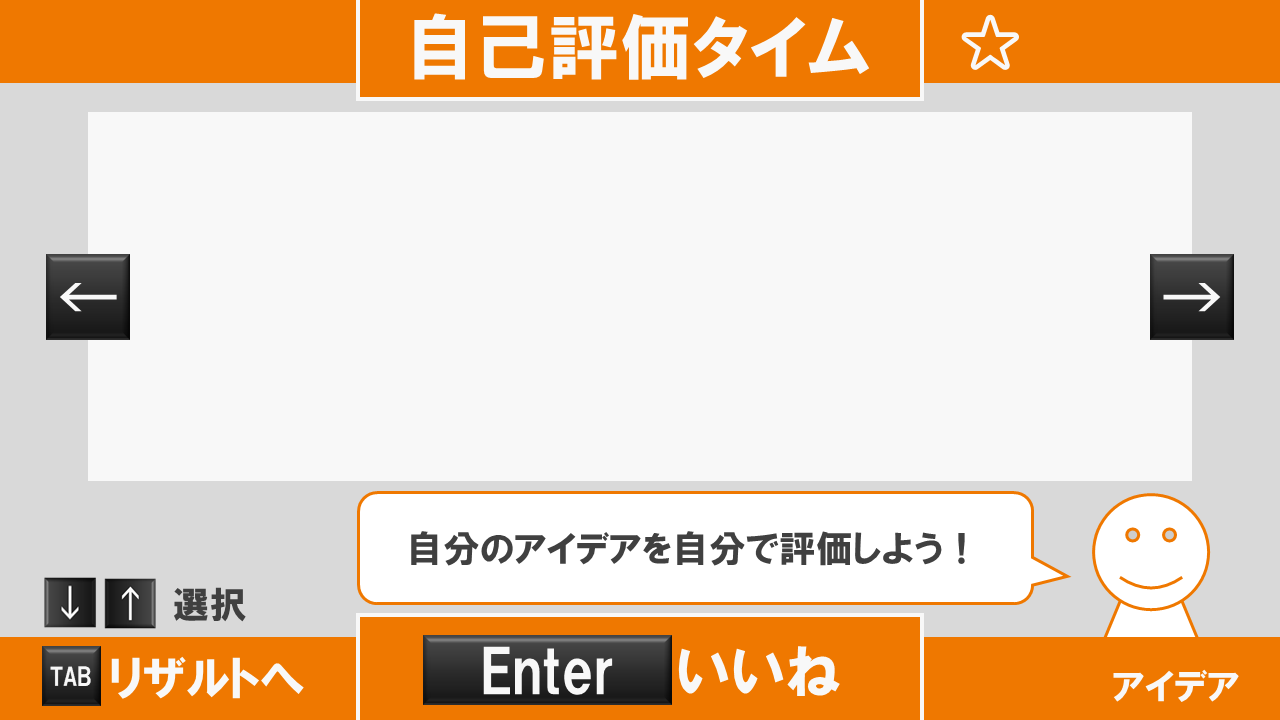 自己評価タイム ☆
← →
自分のアイデアを自分で評価しよう！
↓ ↑ 選択
TAB リザルトへ
Enter いいね
アイデア